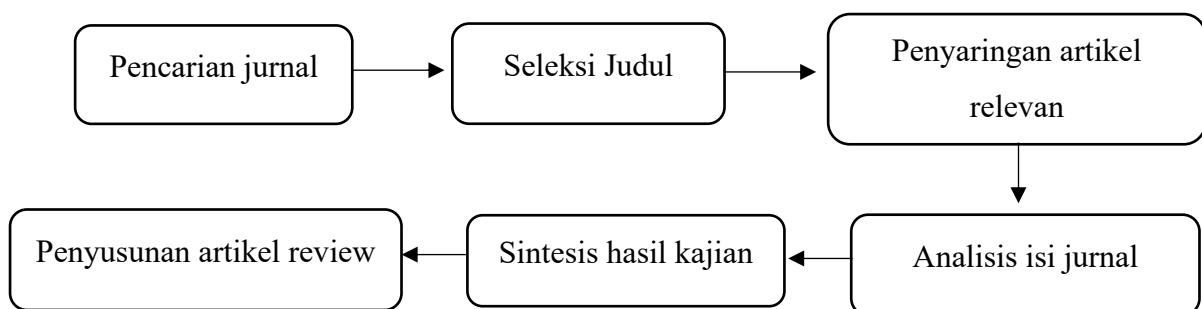 Pencarian jurnal
Seleksi Judul
Penyaringan artikel
relevan
Analisis isi jurnal
Sintesis hasil kajian
Penyusunan artikel review